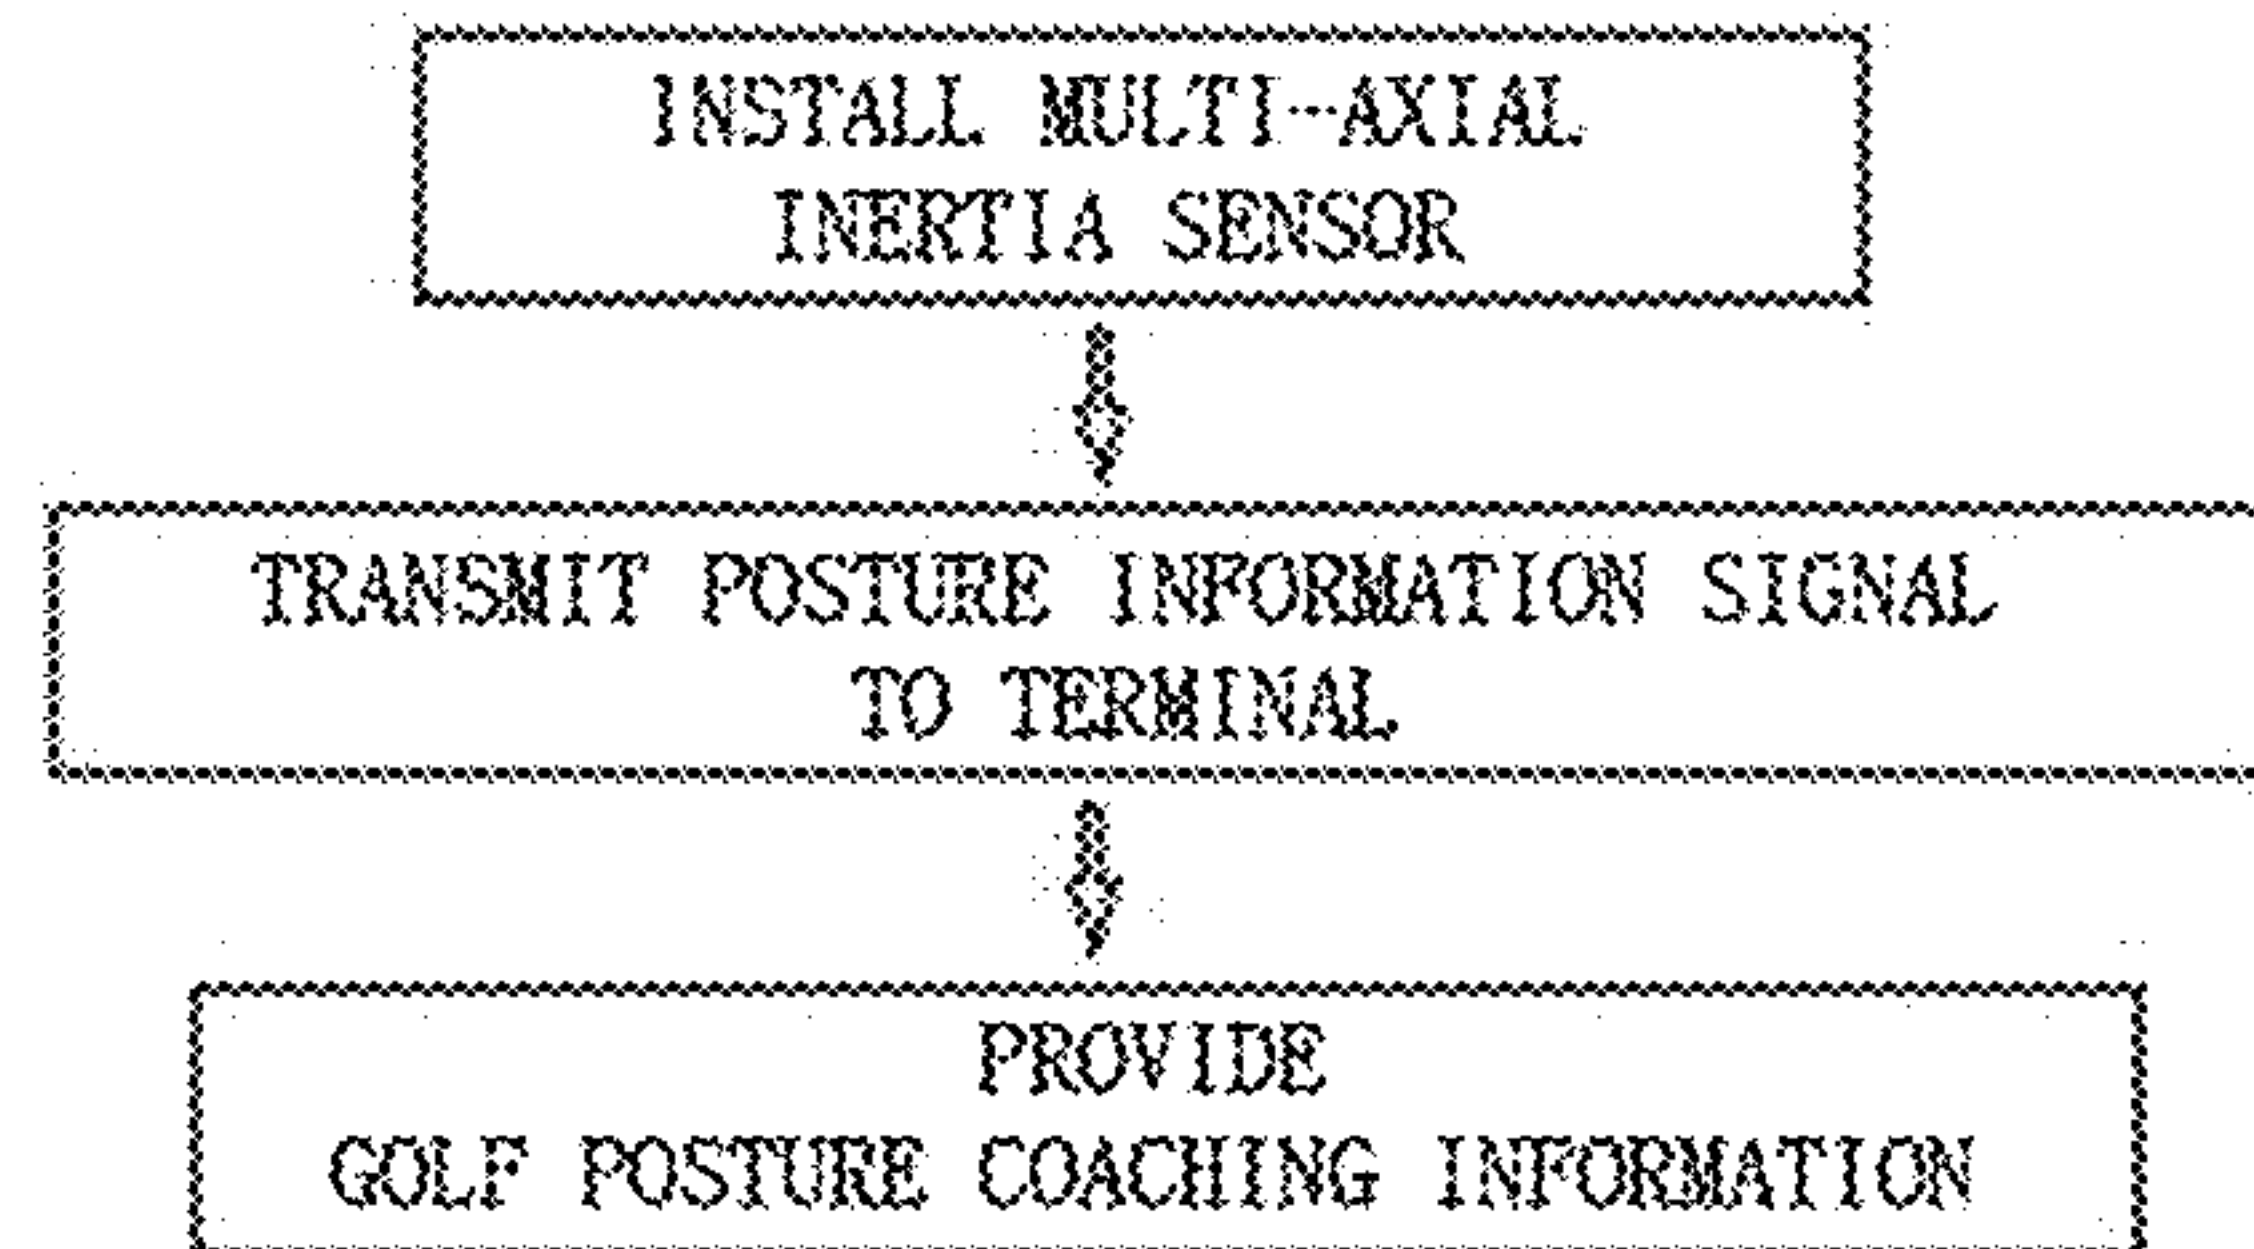 INSTALL MULTI-AXIAL
INERTIA SENSOR
TRANSMIT POSTURE INFORMATION SIGNAL
TO TERMINAL
PROVIDE
GOLF POSTURE COACHING INFORMATION